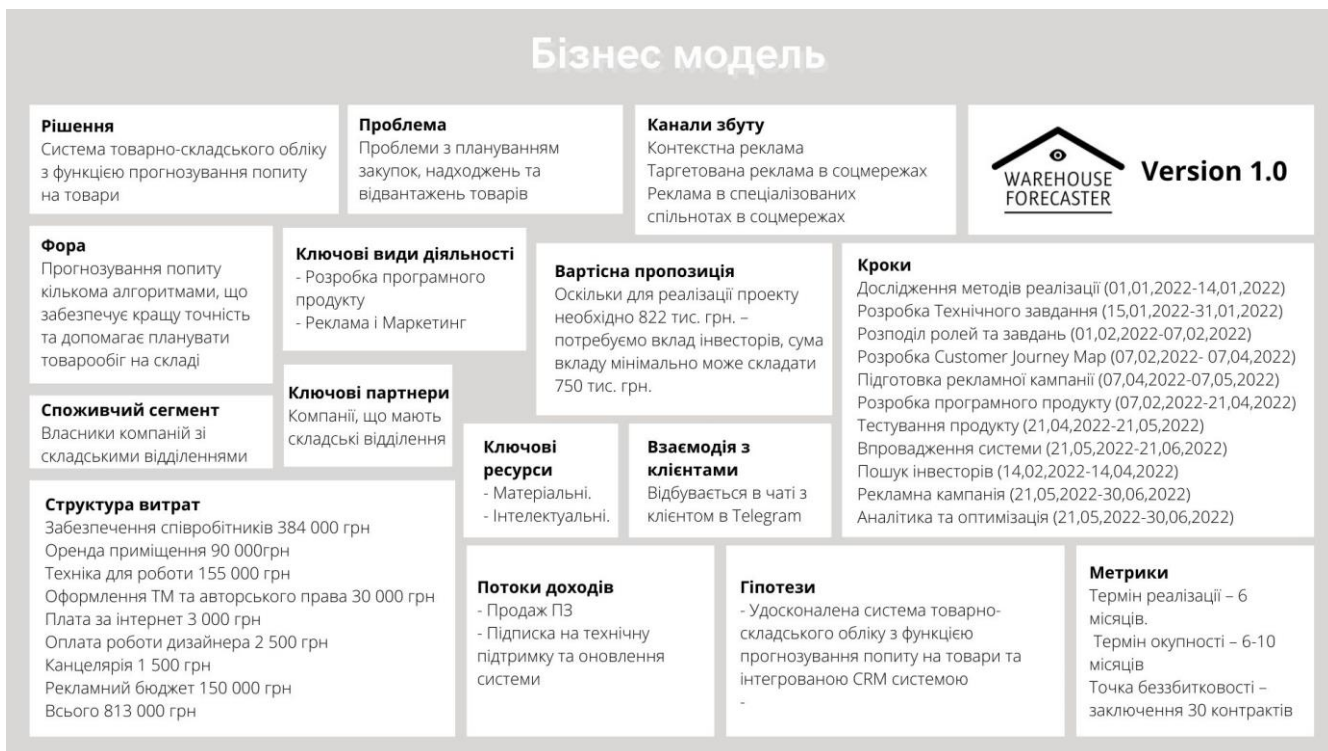 Бізнес модель
Рішення
Система товарно-складського обліку
з функцією прогнозування попиту
на товари
Проблема
Проблеми з плануванням
закупок, надходжень та
відвантажень товарів
Канали збуту
Контекстна реклама
Таргетована реклама в соцмережах
Реклама в спеціалізованих
спільнотах в соцмережах
WAREHOUSE
FORECASTER
Version 1.0
Фора
Прогнозування попиту
кількома алгоритмами, що
забезпечує кращу точність
та допомагає планувати
товарообіг на складі
Ключові види діяльності
- Розробка програмного
продукту
- Реклама і Маркетинг
Вартісна пропозиція
Оскільки для реалізації проекту
необхідно 822 тис. грн. –
потребуємо вклад інвесторів, сума
вкладу мінімально може складати
750 тис. грн.
Кроки
Дослідження методів реалізації (01,01,2022-14,01,2022)
Розробка Технічного завдання (15,01,2022-31,01,2022)
Розподіл ролей та завдань (01,02,2022-07,02,2022)
Розробка Customer Journey Map (07,02,2022- 07,04,2022)
Підготовка рекламної кампанії (07,04,2022-07,05,2022)
Розробка програмного продукту (07,02,2022-21,04,2022)
Тестування продукту (21,04,2022-21,05,2022)
Впровадження системи (21,05,2022-21,06,2022)
Пошук інвесторів (14,02,2022-14,04,2022)
Рекламна кампанія (21,05,2022-30,06,2022)
Аналітика та оптимізація (21,05,2022-30,06,2022)
Споживчий сегмент
Власники компаній зі
складськими відділеннями
Ключові партнери
Компанії, що мають
складські відділення
Ключові
ресурси
- Матеріальні.
- Інтелектуальні.
Взаємодія з
клієнтами
Відбувається в чаті з
клієнтом в Telegram
Структура витрат
Забезпечення співробітників 384 000 грн
Оренда приміщення 90 000грн
Техніка для роботи 155 000 грн
Оформлення ТМ та авторського права 30 000 грн
Плата за інтернет 3 000 грн
Оплата роботи дизайнера 2 500 грн
Канцелярія 1 500 грн
Рекламний бюджет 150 000 грн
Всього 813 000 грн
Потоки доходів
- Продаж ПЗ
- Підписка на технічну
підтримку та оновлення
системи
Гіпотези
- Удосконалена система товарно-
складського обліку з функцією
прогнозування попиту на товари та
інтегрованою CRM системою
-
Метрики
Термін реалізації – 6
місяців.
Термін окупності – 6-10
місяців
Точка беззбитковості –
заключення 30 контрактів